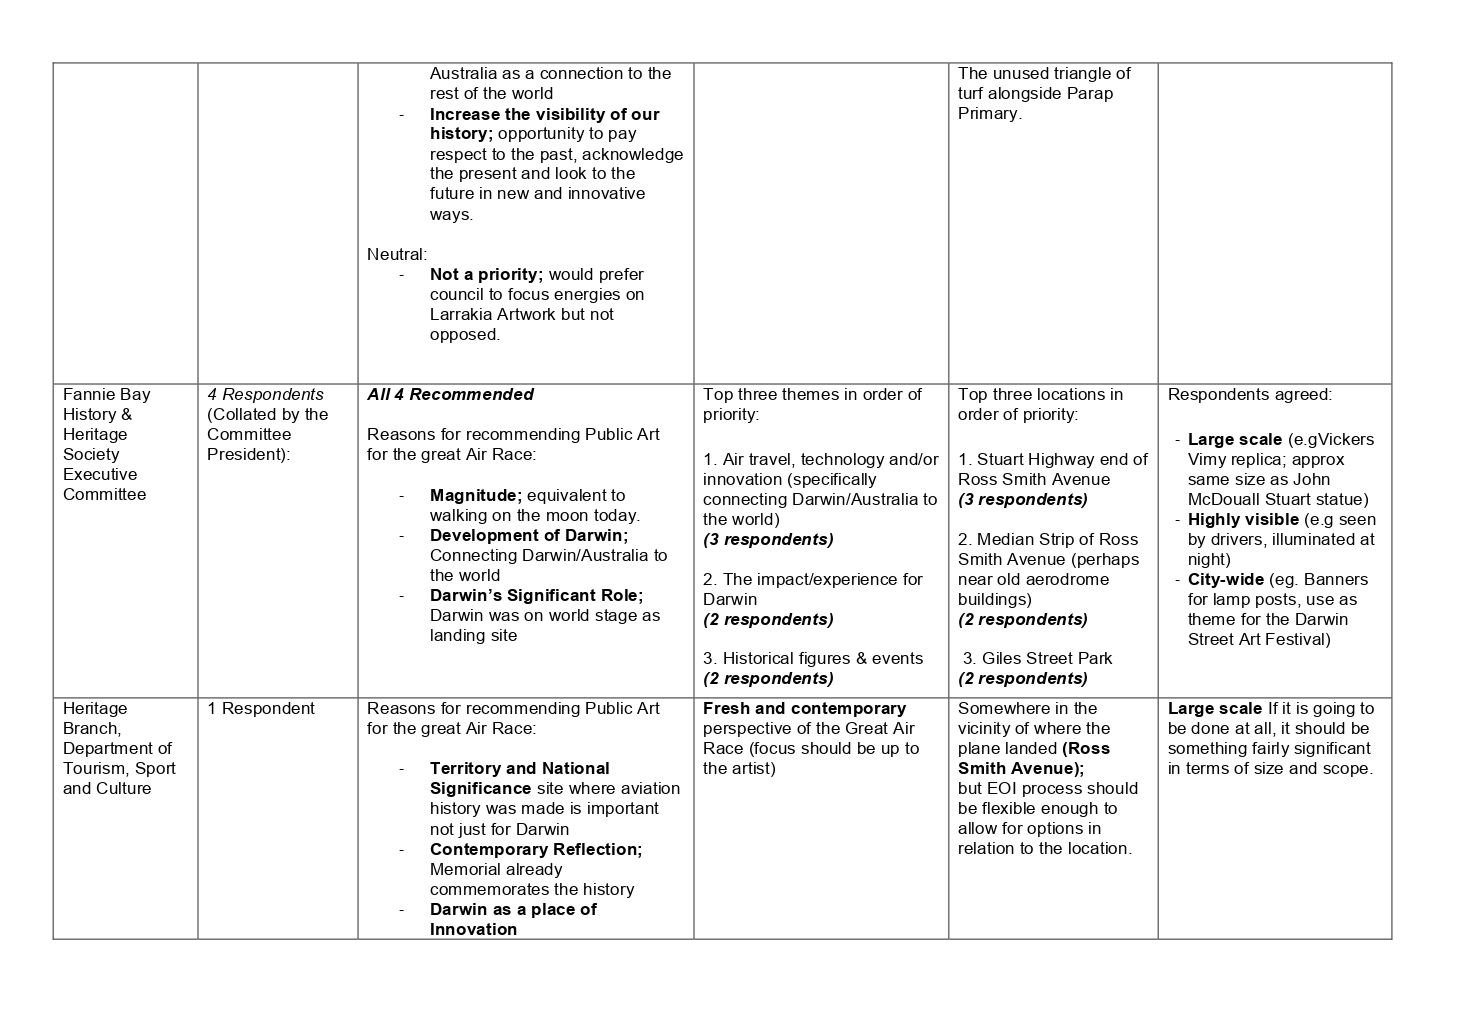 Australia as a connection to the
rest of the world
- Increase the visibility of our
history; opportunity to pay
respect to the past, acknowledge
the present and look to the
future in new and innovative
ways.
Neutral:
- Not a priority; would prefer
council to focus energies on
Larrakia Artwork but not
opposed.
The unused triangle of
turf alongside Parap
Primary.
Fannie Bay
History &
Heritage
Society
Executive
Committee
4 Respondents
(Collated by the
Committee
President):
All 4 Recommended
Reasons for recommending Public Art
for the great Air Race:
- Magnitude; equivalent to
walking on the moon today.
- Development of Darwin;
Connecting Darwin/Australia to
the world
- Darwin's Significant Role;
Darwin was on world stage as
landing site
Top three themes in order of
priority:
1. Air travel, technology and/or
innovation (specifically
connecting Darwin/Australia to
the world)
(3 respondents)
2. The impact/experience for
Darwin
(2 respondents)
3. Historical figures & events
(2 respondents)
Top three locations in
order of priority:
1. Stuart Highway end of
Ross Smith Avenue
(3 respondents)
2. Median Strip of Ross
Smith Avenue (perhaps
near old aerodrome
buildings)
(2 respondents)
3. Giles Street Park
(2 respondents)
Respondents agreed:
- Large scale (e.gVickers
Vimy replica; approx
same size as John
McDouall Stuart statue)
- Highly visible (e.g seen
by drivers, illuminated at
night)
- City-wide (eg. Banners
for lamp posts, use as
theme for the Darwin
Street Art Festival)
Heritage
Branch,
Department of
Tourism, Sport
and Culture
1 Respondent
Reasons for recommending Public Art
for the great Air Race:
- Territory and National
Significance site where aviation
history was made is important
not just for Darwin
- Contemporary Reflection;
Memorial already
commemorates the history
- Darwin as a place of
Innovation
Fresh and contemporary
perspective of the Great Air
Race (focus should be up to
the artist)
Somewhere in the
vicinity of where the
plane landed (Ross
Smith Avenue);
but EOI process should
be flexible enough to
allow for options in
relation to the location.
Large scale If it is going to
be done at all, it should be
something fairly significant
in terms of size and scope.